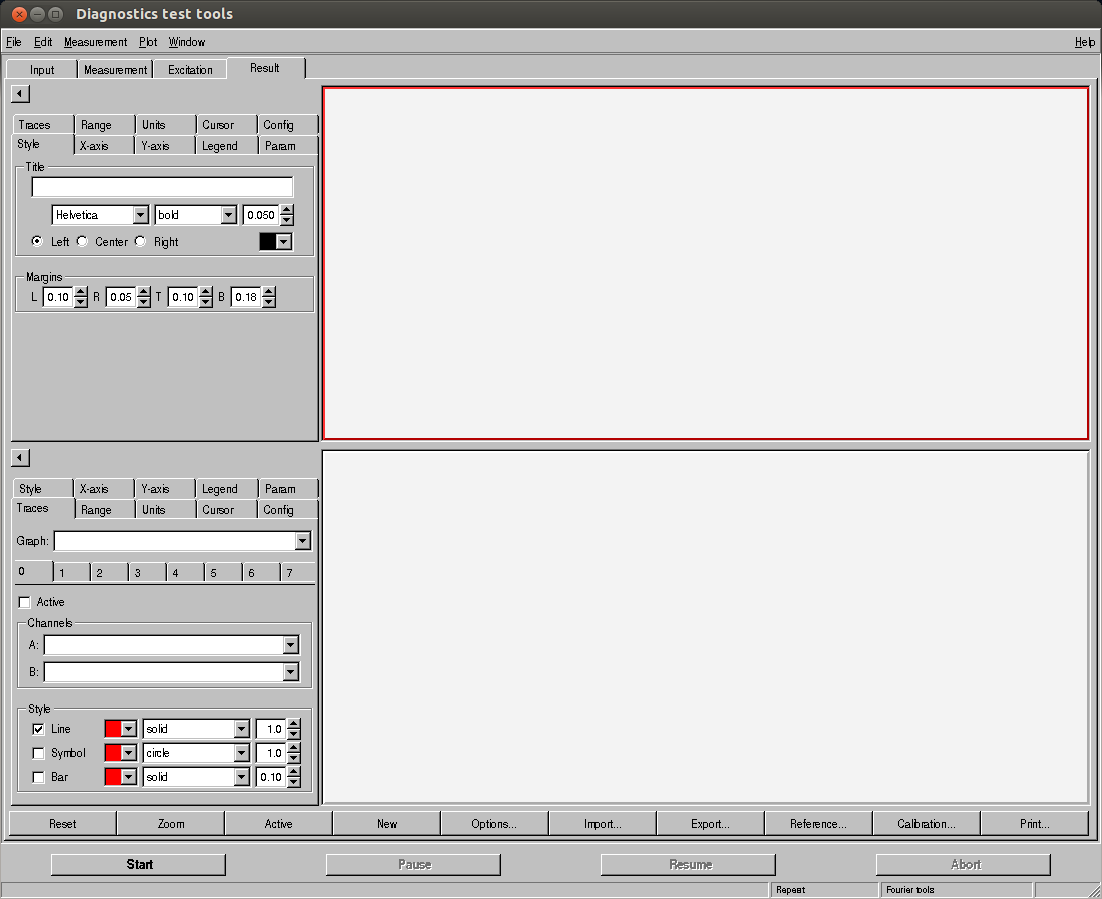 Diagnostics test tools
File Edit Measurement Plot Window Help
Input Measurement Excitation Result
Traces Range Units Cursor Config
Style X-axis Y-axis Legend Param
Title
Helvetica bold 0.050
Left Center Right
Margins
L 0.10 R 0.05 T 0.10 B 0.18
Style X-axis Y-axis Legend Param
Traces Range Units Cursor Config
Graph:
0 1 2 3 4 5 6 7
Active
Channels
A:
B:
Style
Line solid 1.0
Symbol circle 1.0
Bar solid 0.10
Reset Zoom Active New Options... Import... Export... Reference... Calibration... Print...
Start Pause Resume Abort
Repeat Fourier tools